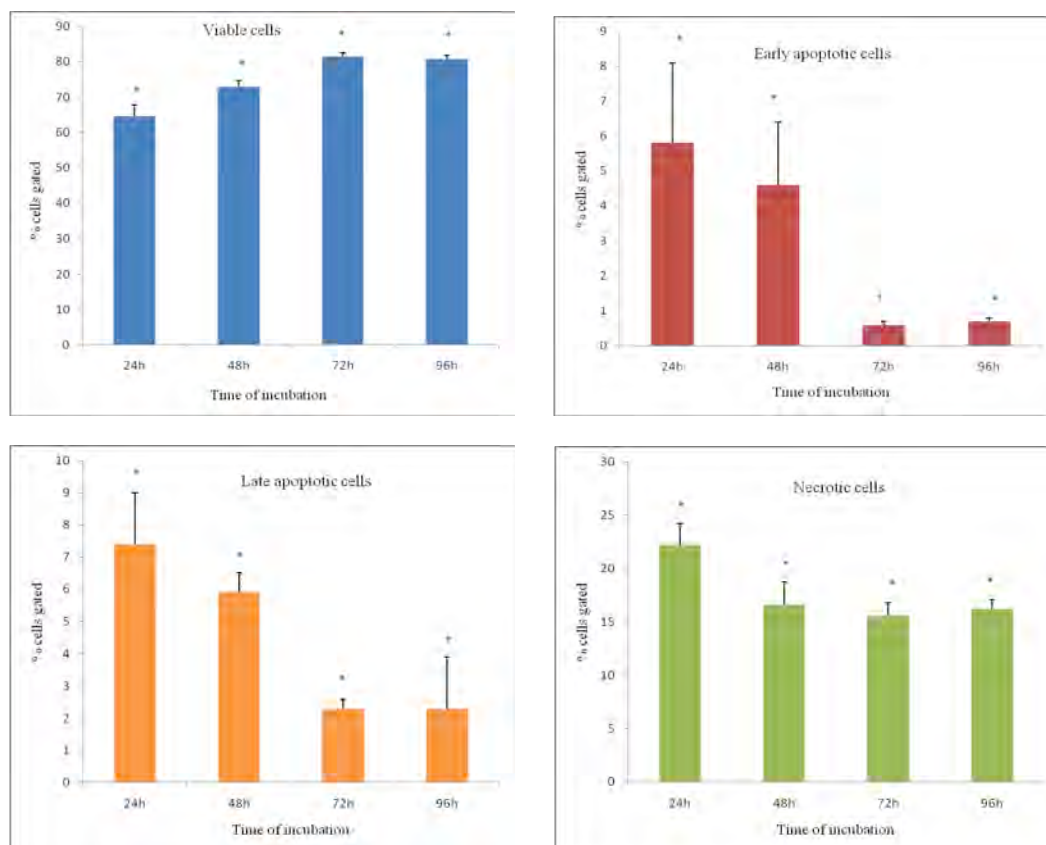 Viable cells
90
80
70
60
50
40
30
20
10
0
% cells gated
* * * *
24h 48h 72h 96h
Time of incubation
Early apoptotic cells
9
8
7
6
5
4
3
2
1
0
% cells gated
* * *
24h 48h 72h 96h
Time of incubation
Late apoptotic cells
10
9
8
7
6
5
4
3
2
1
0
% cells gated
* * *
24h 48h 72h 96h
Time of incubation
Necrotic cells
30
25
20
15
10
5
0
% cells gated
* * * *
24h 48h 72h 96h
Time of incubation